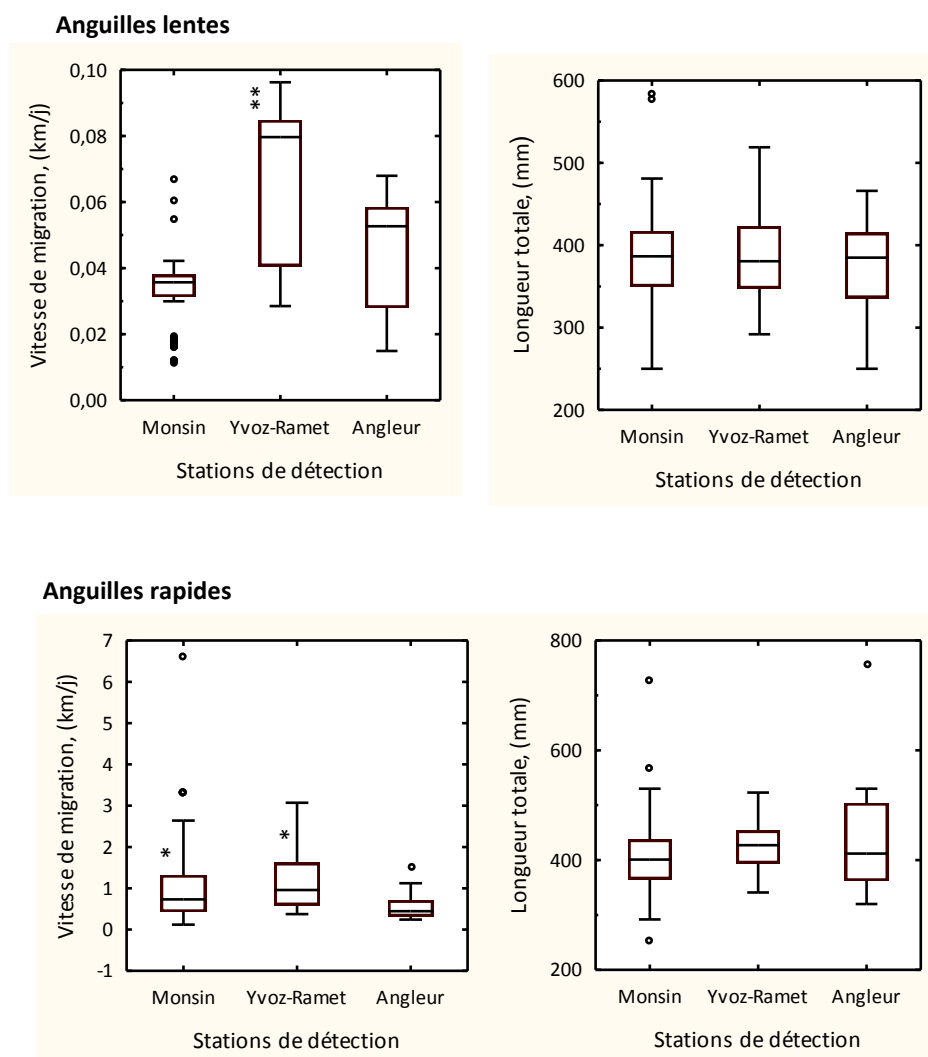 Anguilles lentes
Vitesse de migration, (km/j)
0,10
0,08
0,06
0,04
0,02
0,00
**
Monsin Yvoz-Ramet Angleur
Stations de détection
Longueur totale, (mm)
600
500
400
300
200
Monsin Yvoz-Ramet Angleur
Stations de détection
Anguilles rapides
Vitesse de migration, (km/j)
7
6
5
4
3
2
1
0
-1
*
*
Monsin Yvoz-Ramet Angleur
Stations de détection
Longueur totale, (mm)
800
600
400
200
Monsin Yvoz-Ramet Angleur
Stations de détection